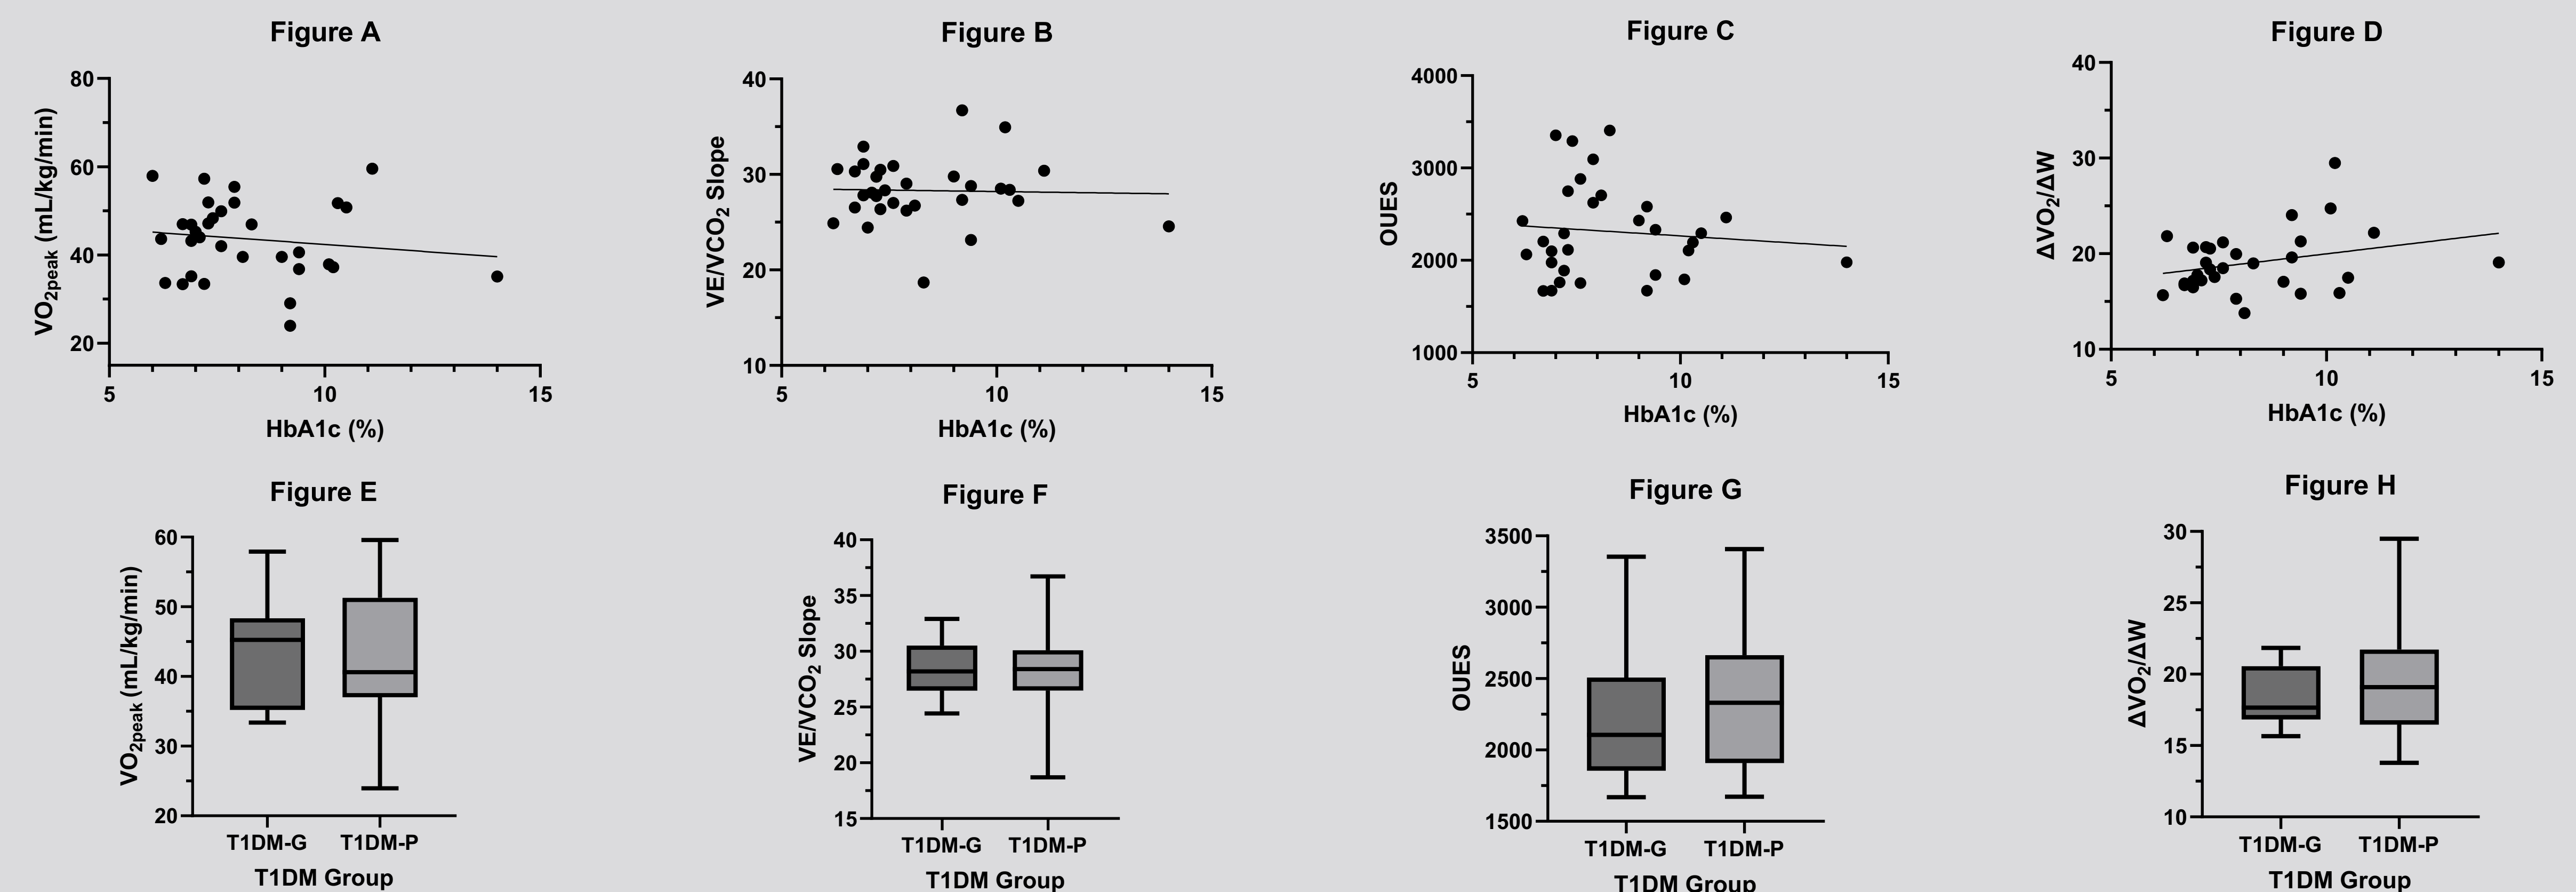 Figure A
VO2peak (mL/kg/min)
80
60
40
20
5 10 15
HbA1c (%)
Figure B
VE/VCO2 Slope
40
30
20
10
5 10 15
HbA1c (%)
Figure C
OUES
4000
3000
2000
1000
5 10 15
HbA1c (%)
Figure D
ΔVO2/ΔW
40
30
20
10
5 10 15
HbA1c (%)
Figure E
VO2peak (mL/kg/min)
60
50
40
30
20
T1DM-G T1DM-P
T1DM Group
Figure F
VE/VCO2 Slope
40
35
30
25
20
15
T1DM-G T1DM-P
T1DM Group
Figure G
OUES
3500
3000
2500
2000
1500
T1DM-G T1DM-P
T1DM Group
Figure H
ΔVO2/ΔW
30
25
20
15
10
T1DM-G T1DM-P
T1DM Group